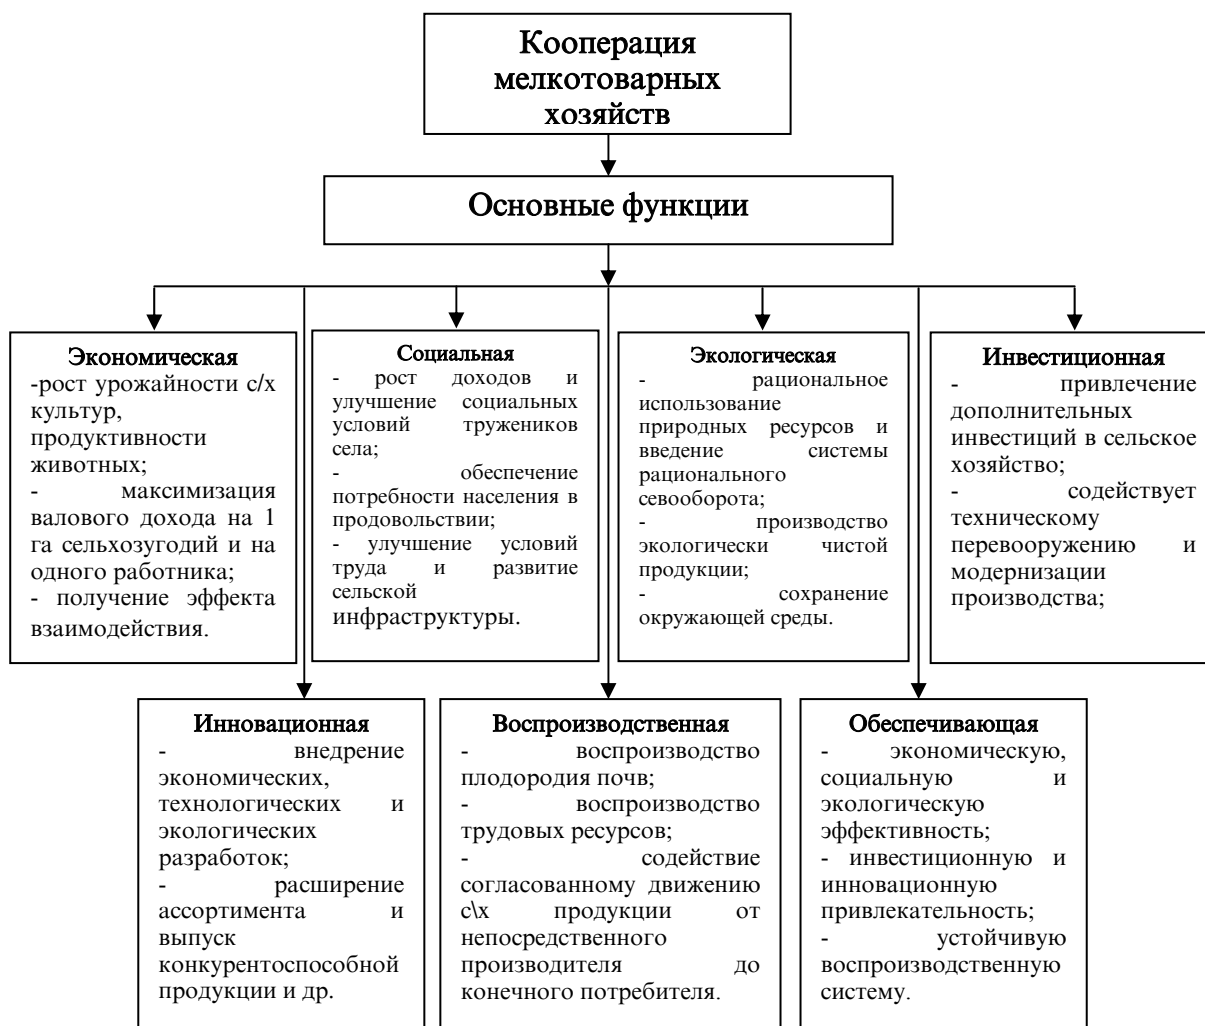 Кооперация
мелкотоварных
хозяйств
Основные функции
Экономическая
-рост урожайности с/х
культур,
продуктивности
животных;
- максимизация
валового дохода на 1
га сельхозугодий и на
одного работника;
- получение эффекта
взаимодействия.
Социальная
- рост доходов и
улучшение социальных
условий тружеников
села;
- обеспечение
потребности населения в
продовольствии;
- улучшение условий
труда и развитие
сельской
инфраструктуры.
Экологическая
- рациональное
использование
природных ресурсов и
введение системы
рационального
севооборота;
- производство
экологически чистой
продукции;
- сохранение
окружающей среды.
Инвестиционная
- привлечение
дополнительных
инвестиций в сельское
хозяйство;
- содействует
техническому
перевооружению и
модернизации
производства;
Инновационная
- внедрение
экономических,
технологических и
экологических
разработок;
- расширение
ассортимента и
выпуск
конкурентоспособной
продукции и др.
Воспроизводственная
- воспроизводство
плодородия почв;
- воспроизводство
трудовых ресурсов;
- содействие
согласованному движению
с\х продукции от
непосредственного
производителя до
конечного потребителя.
Обеспечивающая
- экономическую,
социальную и
экологическую
эффективность;
- инвестиционную и
инновационную
привлекательность;
- устойчивую
воспроизводственную
систему.